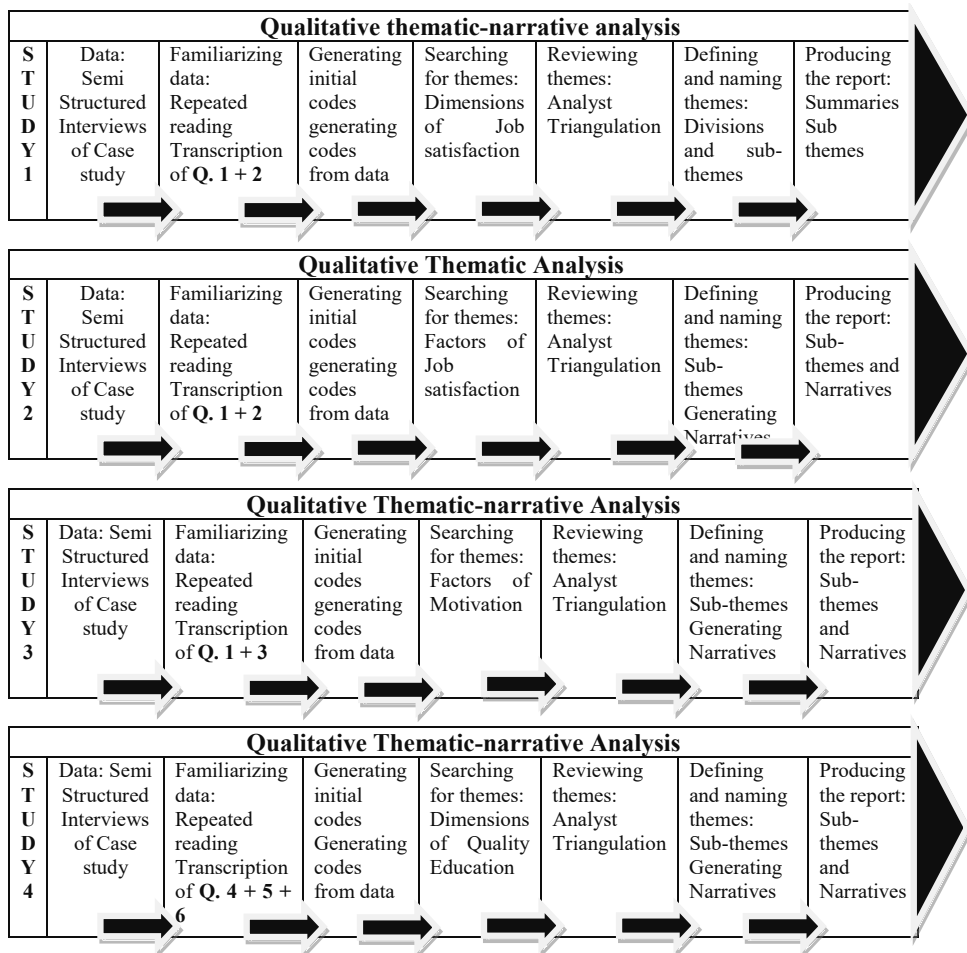 Qualitative thematic-narrative analysis
S
T
U
D
Y
1
Data:
Semi
Structured
Interviews
of Case
study
Familiarizing
data:
Repeated
reading
Transcription
of Q. 1 + 2
Generating
initial
codes
generating
codes
from data
Searching
for themes:
Dimensions
of Job
satisfaction
Reviewing
themes:
Analyst
Triangulation
Defining
and naming
themes:
Divisions
and sub-
themes
Producing
the report:
Summaries
Sub
themes
Qualitative Thematic Analysis
S
T
U
D
Y
2
Data:
Semi
Structured
Interviews
of Case
study
Familiarizing
data:
Repeated
reading
Transcription
of Q. 1 + 2
Generating
initial
codes
generating
codes
from data
Searching
for themes:
Factors of
Job
satisfaction
Reviewing
themes:
Analyst
Triangulation
Defining
and naming
themes:
Sub-
themes
Generating
Narratives
Producing
the report:
Sub-
themes and
Narratives
Qualitative Thematic-narrative Analysis
S
T
U
D
Y
3
Data: Semi
Structured
Interviews
of Case
study
Familiarizing
data:
Repeated
reading
Transcription
of Q. 1 + 3
Generating
initial
codes
generating
codes
from data
Searching
for themes:
Factors of
Motivation
Reviewing
themes:
Analyst
Triangulation
Defining
and naming
themes:
Sub-themes
Generating
Narratives
Producing
the report:
Sub-
themes
and
Narratives
Qualitative Thematic-narrative Analysis
S
T
U
D
Y
4
Data: Semi
Structured
Interviews
of Case
study
Familiarizing
data:
Repeated
reading
Transcription
of Q. 4 + 5 +
6
Generating
initial
codes
Generating
codes
from data
Searching
for themes:
Dimensions
of Quality
Education
Reviewing
themes:
Analyst
Triangulation
Defining
and naming
themes:
Sub-themes
Generating
Narratives
Producing
the report:
Sub-
themes
and
Narratives